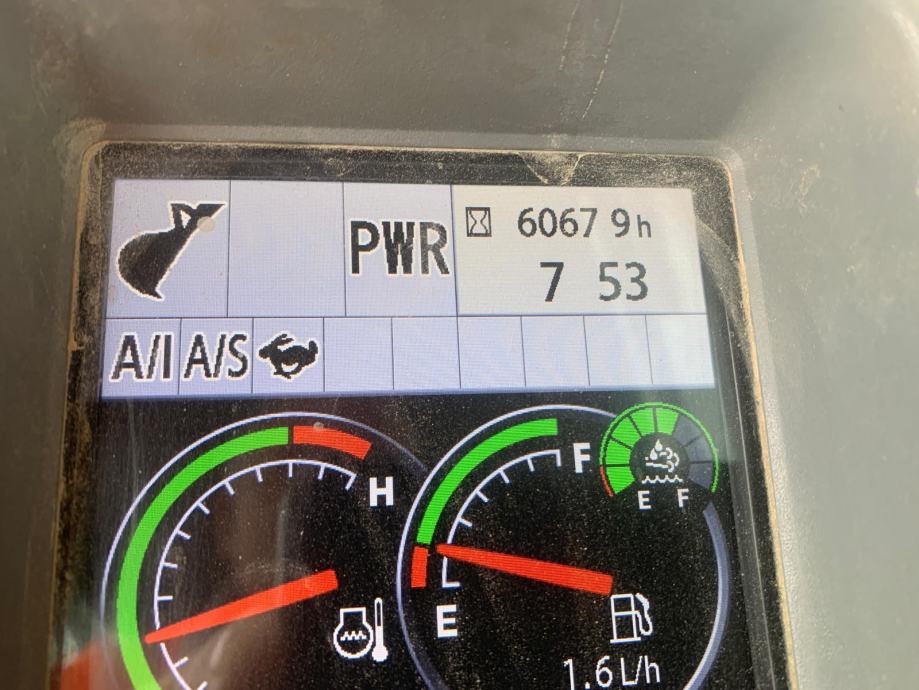 PWR
6067 9h
7 53
A/I A/S
H
F
E F
E
1.6 L/h